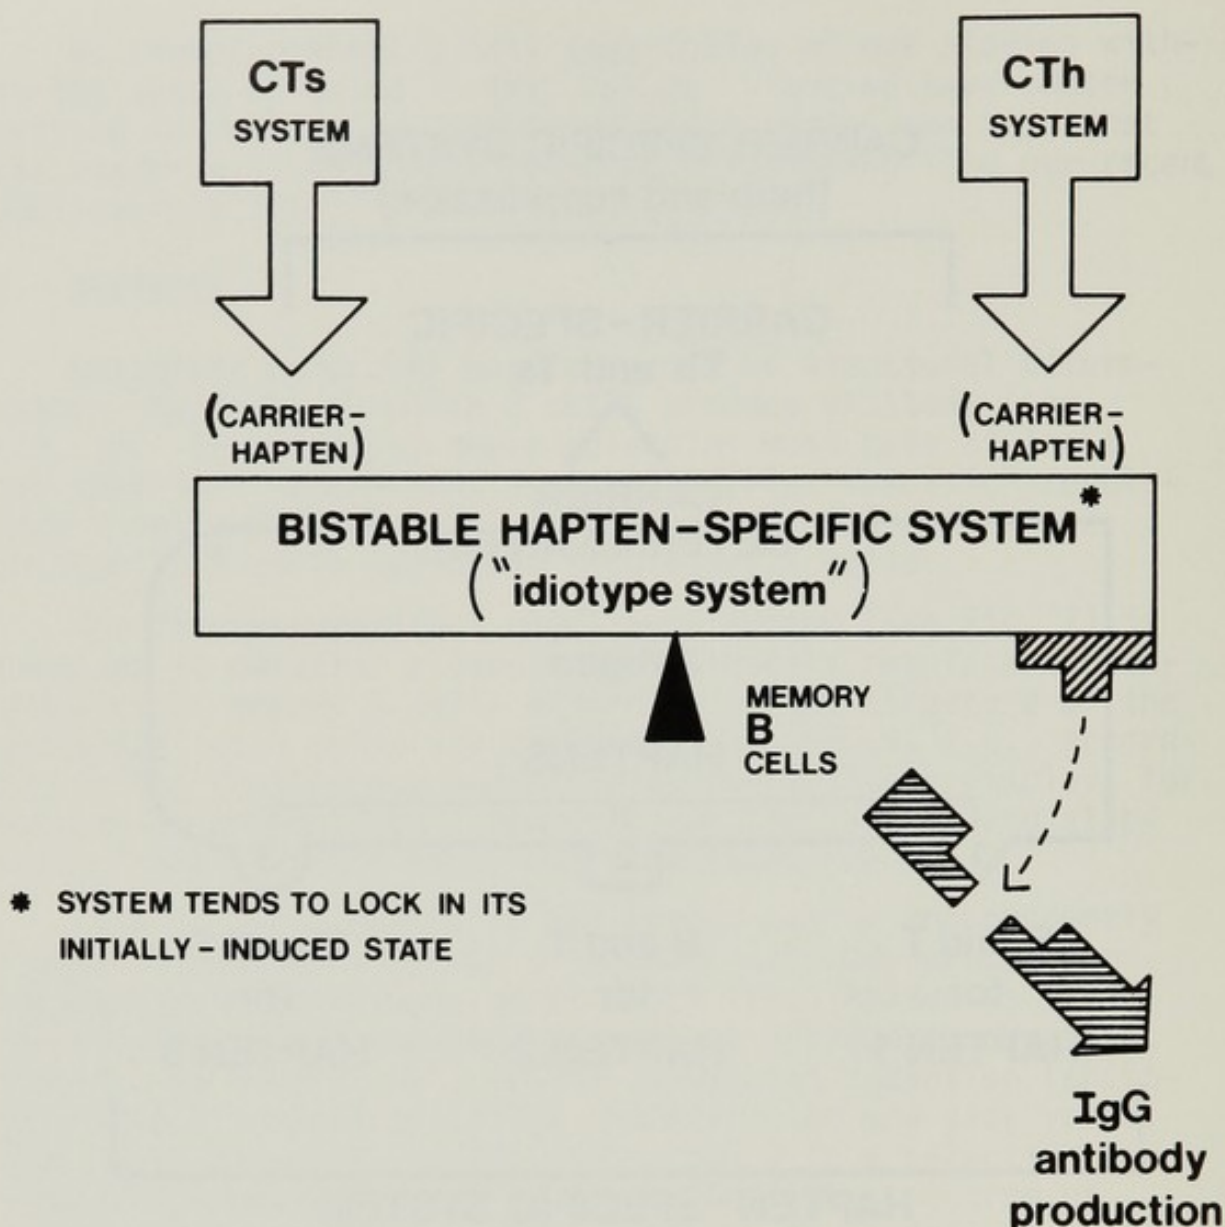 CTs
SYSTEM
CTh
SYSTEM
(CARRIER-
HAPTEN)
(CARRIER-
HAPTEN)
BISTABLE HAPTEN-SPECIFIC SYSTEM*
("idiotype system")
MEMORY
B
CELLS
* SYSTEM TENDS TO LOCK IN ITS
INITIALLY-INDUCED STATE
IgG
antibody
production